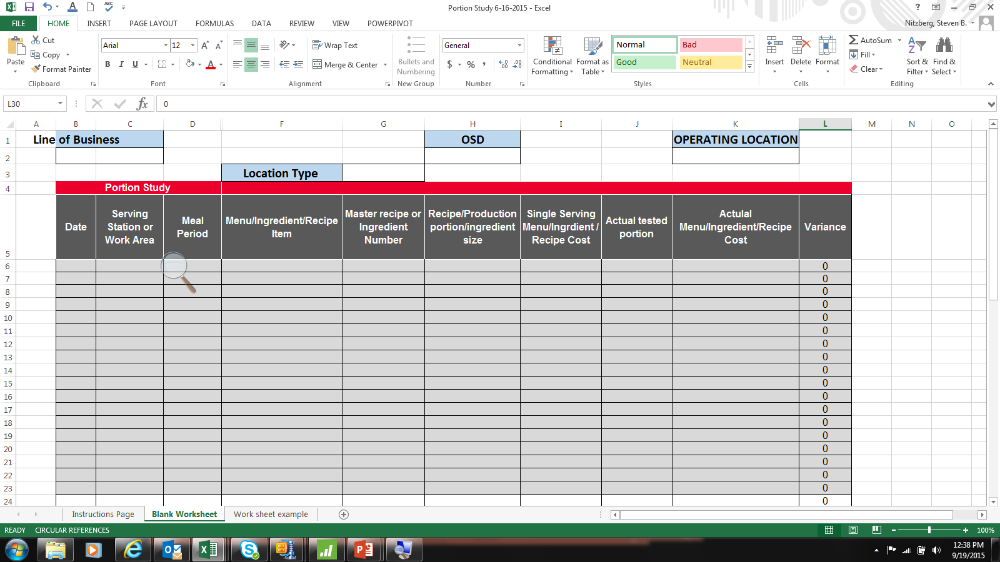 Portion Study 6-16-2015 - Excel
?
FILE HOME INSERT PAGE LAYOUT FORMULAS DATA REVIEW VIEW POWERPIVOT Nitzberg, Steven B.
Paste
Cut
Copy
Format Painter
Clipboard
Arial 12
B I U
Font
Wrap Text
Merge & Center
Alignment
Bullets and
Numbering
New Group
General
$ % ,
Number
Conditional
Formatting
Format as
Table
Normal Bad
Good Neutral
Styles
Insert Delete Format
Cells
AutoSum
Fill
Clear
Sort &
Filter
Find &
Select
Editing
L30 fx 0
A B C D F G H I J K L M N O
1 Line of Business OSD OPERATING LOCATION
2
3 Location Type
4 Portion Study
5 Date
Serving
Station or
Work Area
Meal
Period
Menu/Ingredient/Recipe
Item
Master recipe or
Ingredient
Number
Recipe/Production
portion/ingredient
size
Single Serving
Menu/Ingrdient /
Recipe Cost
Actual tested
portion
Actulal
Menu/Ingredient/Recipe
Cost
Variance
6 0
7 0
8 0
9 0
10 0
11 0
12 0
13 0
14 0
15 0
16 0
17 0
18 0
19 0
20 0
21 0
22 0
23 0
24 0
Instructions Page Blank Worksheet Work sheet example
READY CIRCULAR REFERENCES 100%
12:38 PM
9/19/2015